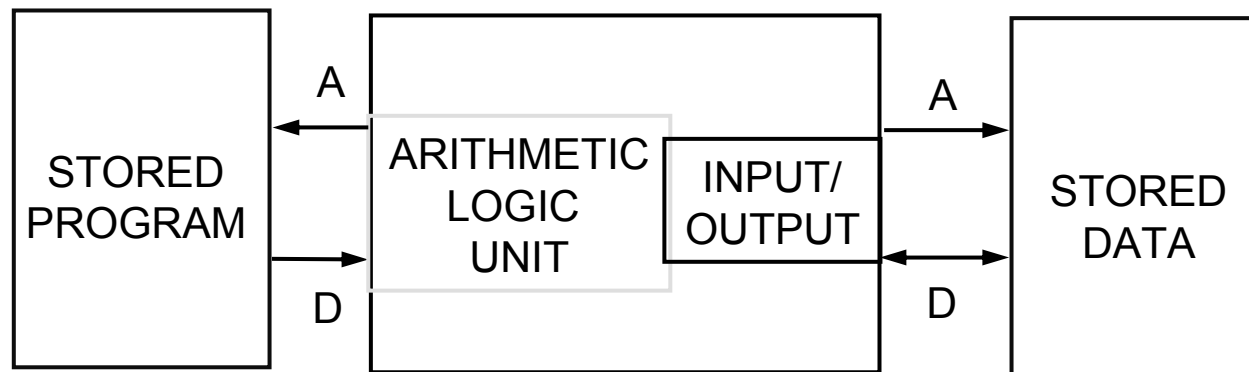 STORED
PROGRAM
A
D
ARITHMETIC
LOGIC
UNIT
INPUT/
OUTPUT
A
D
STORED
DATA